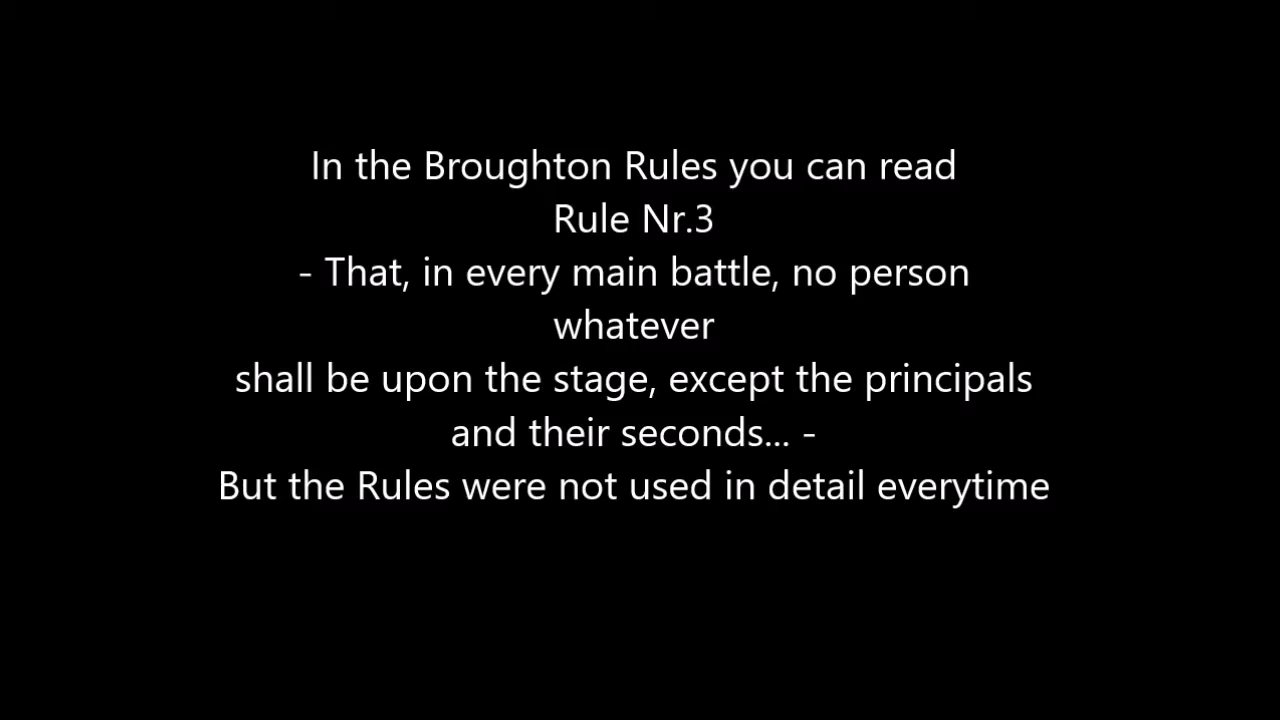 In the Broughton Rules you can read
Rule Nr.3
- That, in every main battle, no person
whatever
shall be upon the stage, except the principals
and their seconds... -
But the Rules were not used in detail everytime